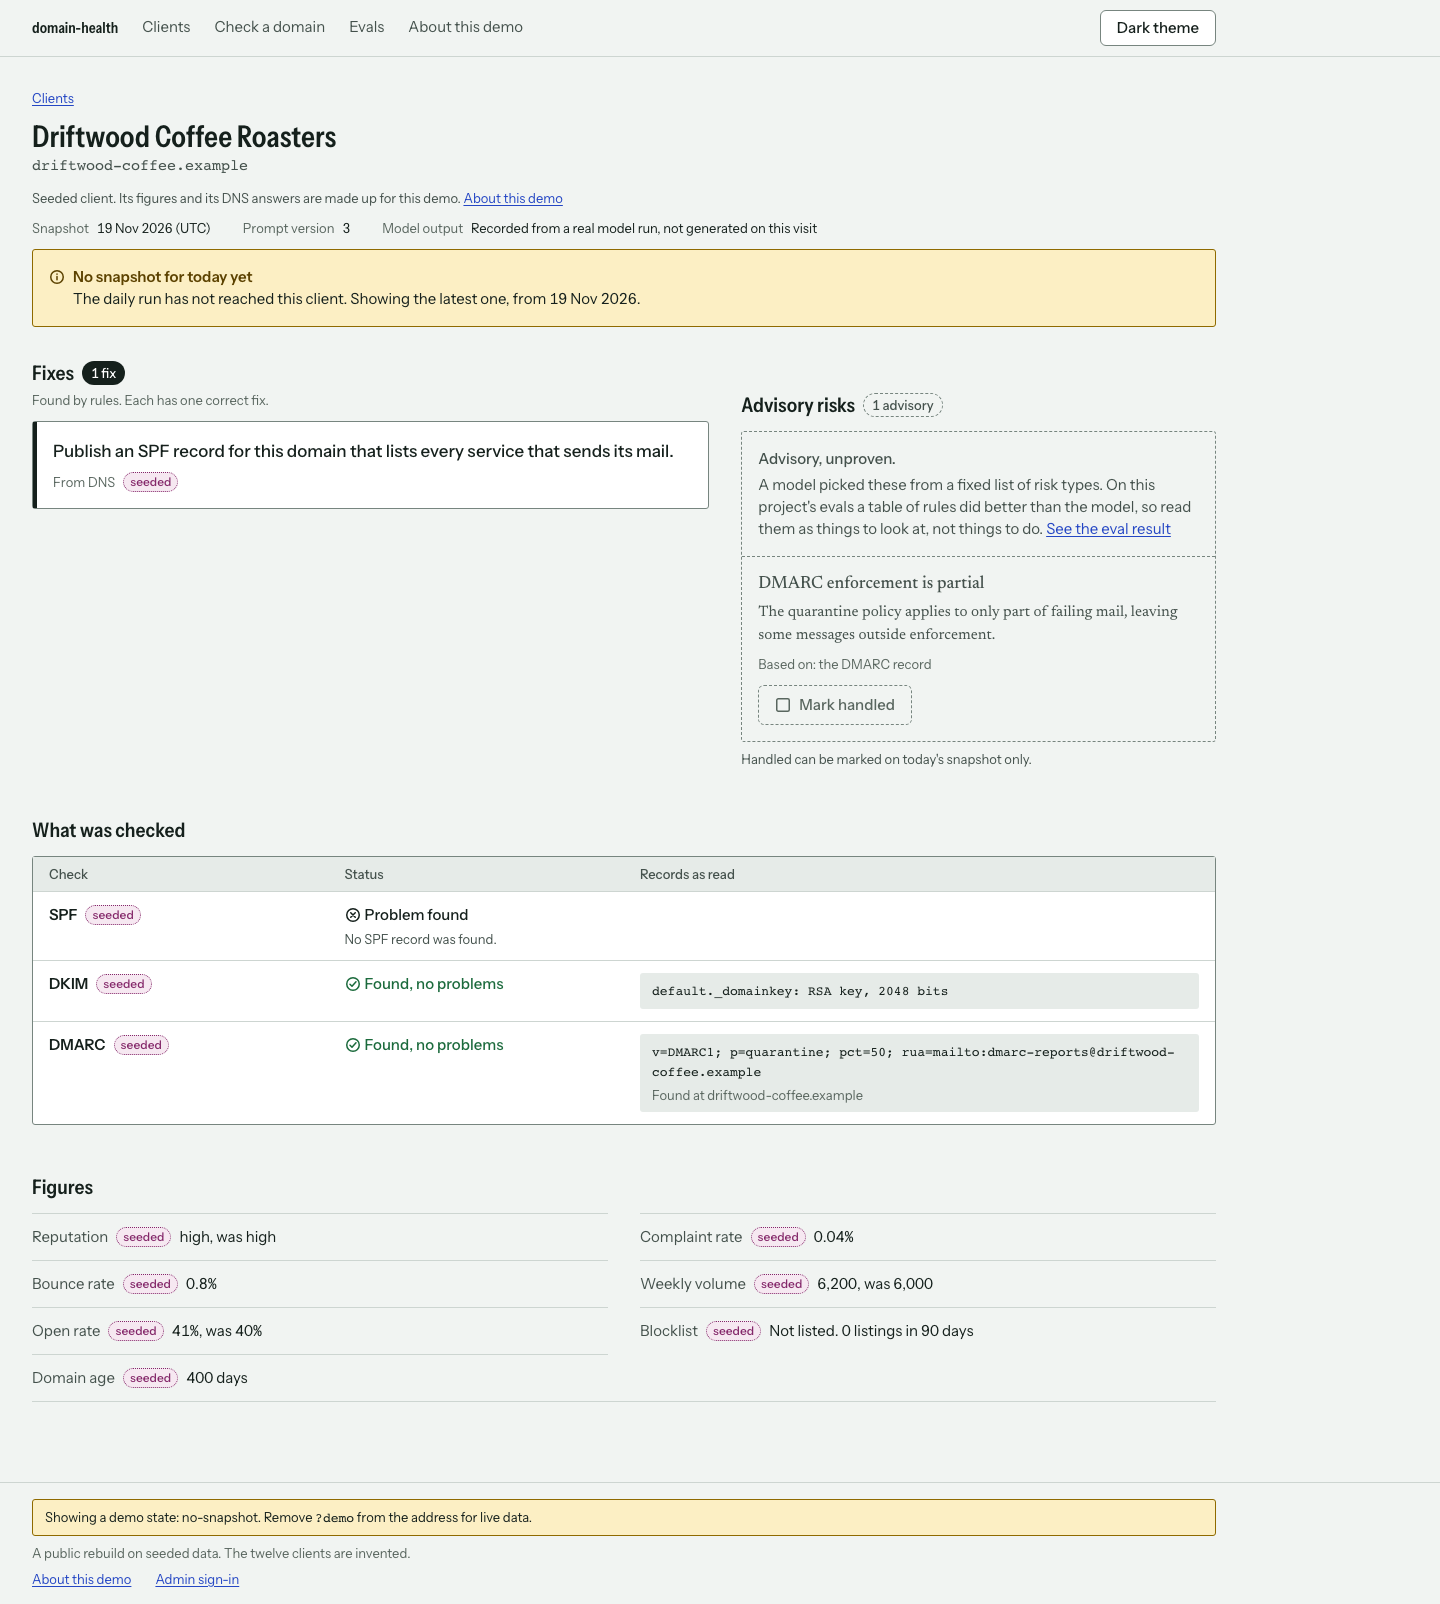 domain-health Clients Check a domain Evals About this demo Dark theme
Clients
Driftwood Coffee Roasters
driftwood-coffee.example
Seeded client. Its figures and its DNS answers are made up for this demo. About this demo
Snapshot 19 Nov 2026 (UTC) Prompt version 3 Model output Recorded from a real model run, not generated on this visit
No snapshot for today yet
The daily run has not reached this client. Showing the latest one, from 19 Nov 2026.
Fixes 1 fix
Found by rules. Each has one correct fix.
Publish an SPF record for this domain that lists every service that sends its mail.
From DNS seeded
Advisory risks 1 advisory
Advisory, unproven.
A model picked these from a fixed list of risk types. On this
project's evals a table of rules did better than the model, so read
them as things to look at, not things to do. See the eval result
DMARC enforcement is partial
The quarantine policy applies to only part of failing mail, leaving
some messages outside enforcement.
Based on: the DMARC record
Mark handled
Handled can be marked on today's snapshot only.
What was checked
Check Status Records as read
SPF seeded Problem found
No SPF record was found.
DKIM seeded Found, no problems default._domainkey: RSA key, 2048 bits
DMARC seeded Found, no problems v=DMARC1; p=quarantine; pct=50; rua=mailto:dmarc-reports@driftwood-
coffee.example
Found at driftwood-coffee.example
Figures
Reputation seeded high, was high
Complaint rate seeded 0.04%
Bounce rate seeded 0.8%
Weekly volume seeded 6,200, was 6,000
Open rate seeded 41%, was 40%
Blocklist seeded Not listed. 0 listings in 90 days
Domain age seeded 400 days
Showing a demo state: no-snapshot. Remove ?demo from the address for live data.
A public rebuild on seeded data. The twelve clients are invented.
About this demo Admin sign-in